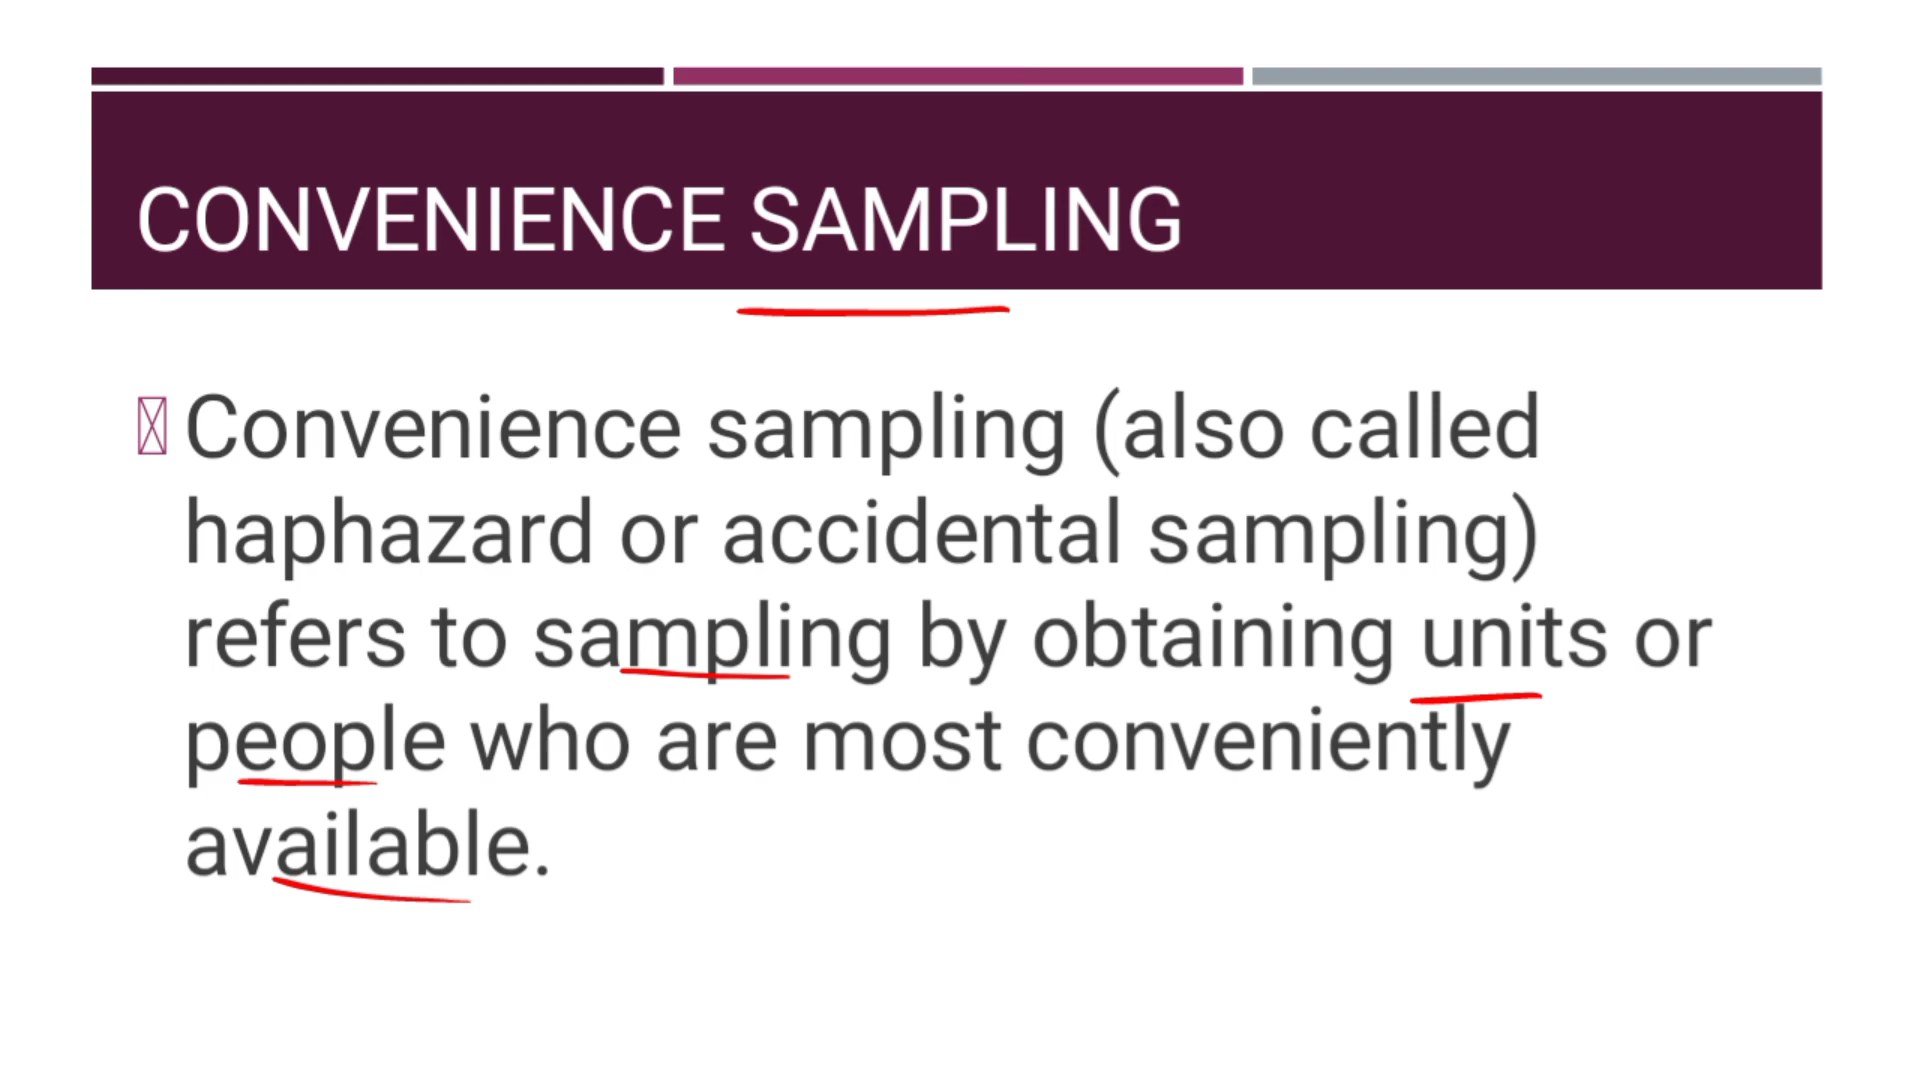 CONVENIENCE SAMPLING
Convenience sampling (also called
haphazard or accidental sampling)
refers to sampling by obtaining units or
people who are most conveniently
available.